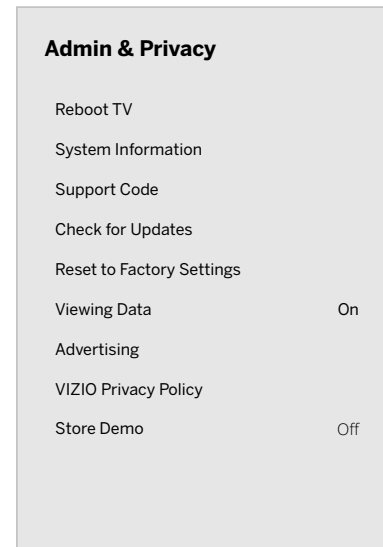 Admin & Privacy
Reboot TV
System Information
Support Code
Check for Updates
Reset to Factory Settings
Viewing Data On
Advertising
VIZIO Privacy Policy
Store Demo Off